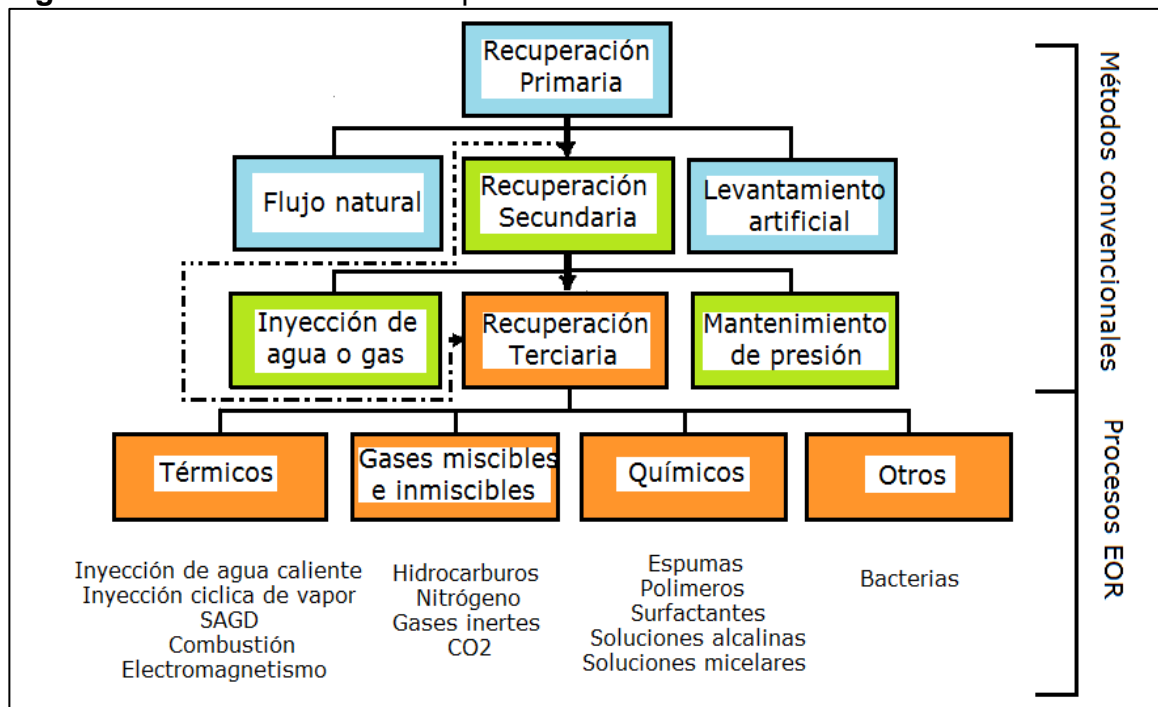 Recuperación
Primaria
Flujo natural
Recuperación
Secundaria
Levantamiento
artificial
Inyección de
agua o gas
Recuperación
Terciaria
Mantenimiento
de presión
Métodos convencionales
Térmicos
Gases miscibles
e inmiscibles
Químicos
Otros
Inyección de agua caliente
Inyección ciclica de vapor
SAGD
Combustión
Electromagnetismo
Hidrocarburos
Nitrógeno
Gases inertes
CO2
Espumas
Polimeros
Surfactantes
Soluciones alcalinas
Soluciones micelares
Bacterias
Procesos EOR